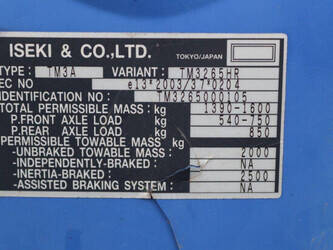 ISEKI & CO.,LTD. TOKYO/JAPAN
TYPE: TM3A VARIANT: TM3265HR
EC NO e13*2003/37*0204
IDENTIFICATION NO TM3265000105
TOTAL PERMISSIBLE MASS: kg 1390-1600
P.FRONT AXLE LOAD kg 540-750
P.REAR AXLE LOAD kg 850
PERMISSIBLE TOWABLE MASS kg
-UNBRAKED TOWABLE MASS: 2000
-INDEPENDENTLY-BRAKED: NA
-INERTIA-BRAKED: 2500
-ASSISTED BRAKING SYSTEM: NA